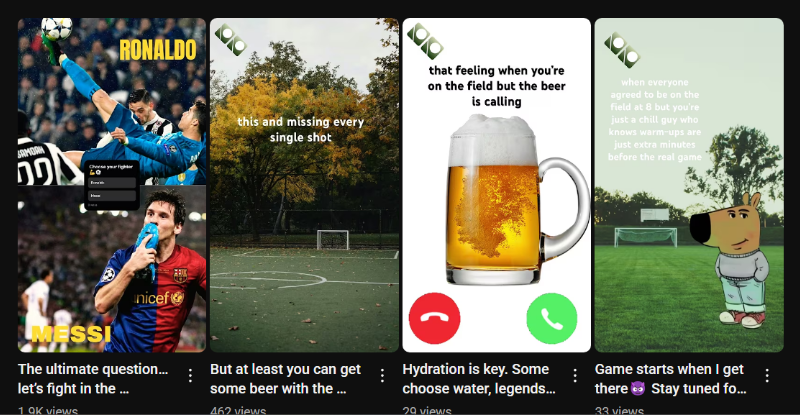 RONALDO
Choose your fighter
MESSI
unicef
The ultimate question...
let's fight in the ...
1.9K views
this and missing every
single shot
But at least you can get
some beer with the ...
462 views
that feeling when you're
on the field but the beer
is calling
Hydration is key. Some
choose water, legends...
29 views
when everyone
agreed to be on the
field at 8 but you're
just a chill guy who
knows warm-ups are
just extra minutes
before the real game
Game starts when I get
there😈 Stay tuned fo...
33 views